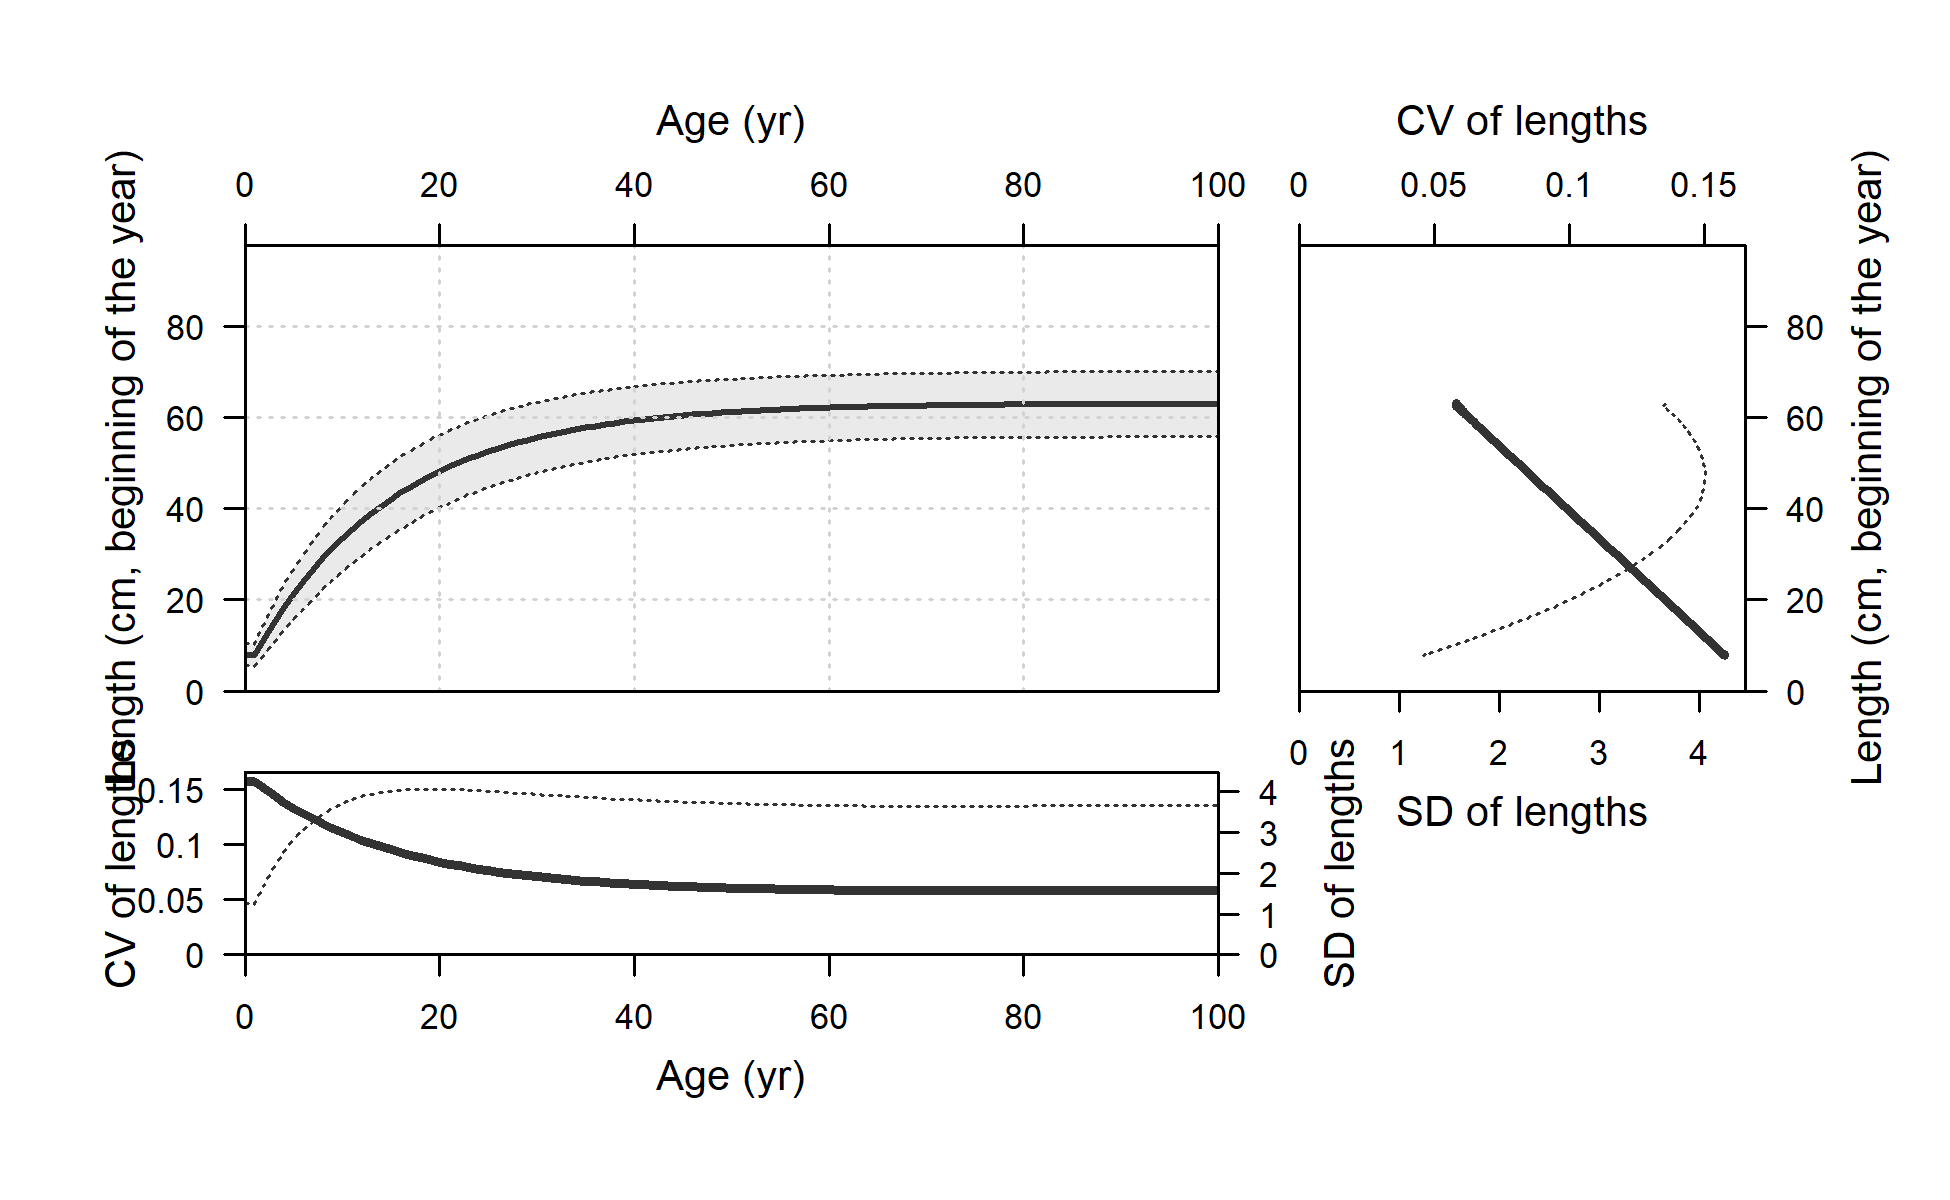 Age (yr)
CV of lengths
0 20 40 60 80 100
0 0.05 0.1 0.15
Length (cm, beginning of the year)
80
60
40
20
0
80
60
40
20
0
Length (cm, beginning of the year)
0 1 2 3 4
SD of lengths
CV of lengths
0.15
0.1
0.05
0
4
3
2
1
0
SD of lengths
0 20 40 60 80 100
Age (yr)